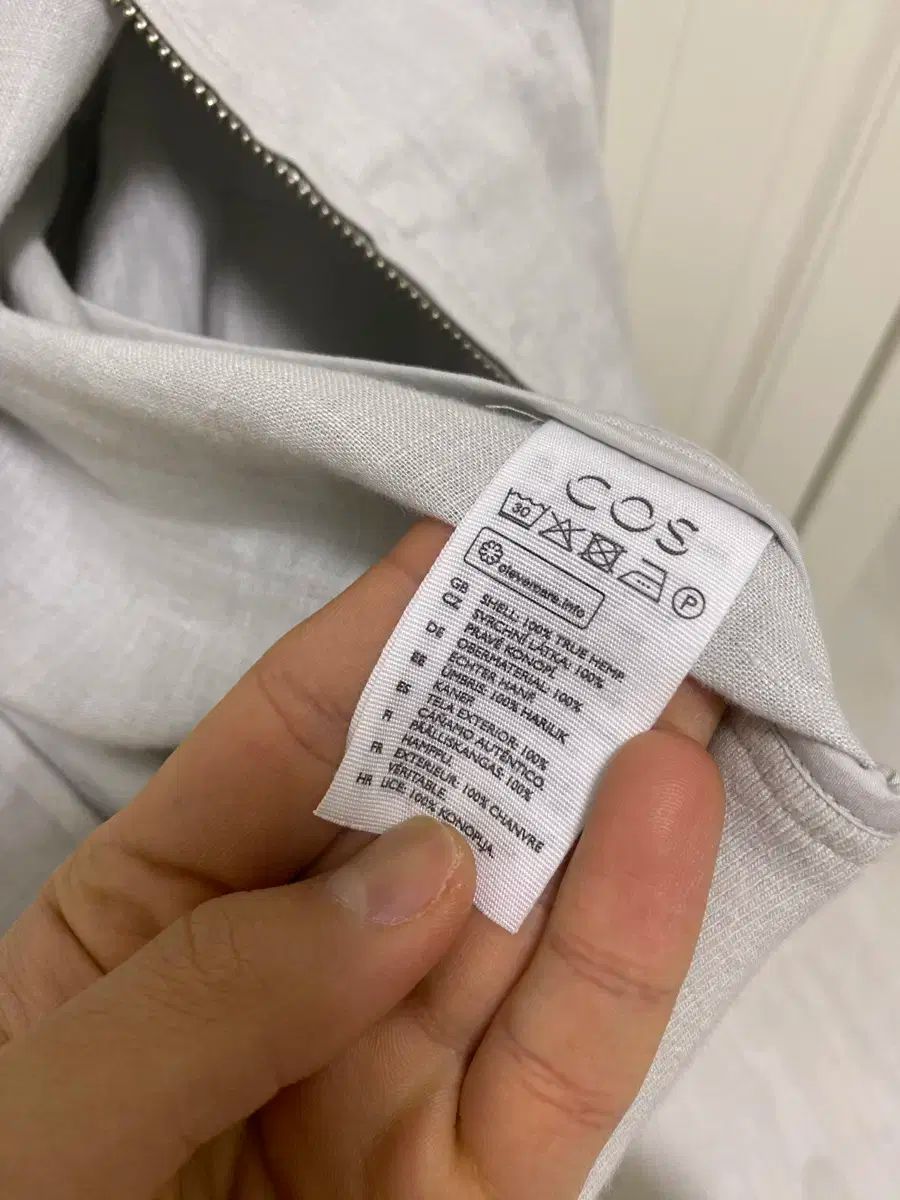 COS
30
P
clevercare.info
GB SHELL: 100% TRUE HEMP
CZ SVRCHNÍ LÁTKA: 100%
PRAVÉ KONOPÍ
DE OBERMATERIAL: 100%
ECHTER HANF
EE ÜMBRIS: 100% HARILIK
KANEP
ES TELA EXTERIOR: 100%
CÁÑAMO AUTÉNTICO.
FI PÄÄLLISKANGAS: 100%
HAMPPU
FR EXTÉRIEUR: 100% CHANVRE
VÉRITABLE.
HR LICE: 100% KONOPLJA.